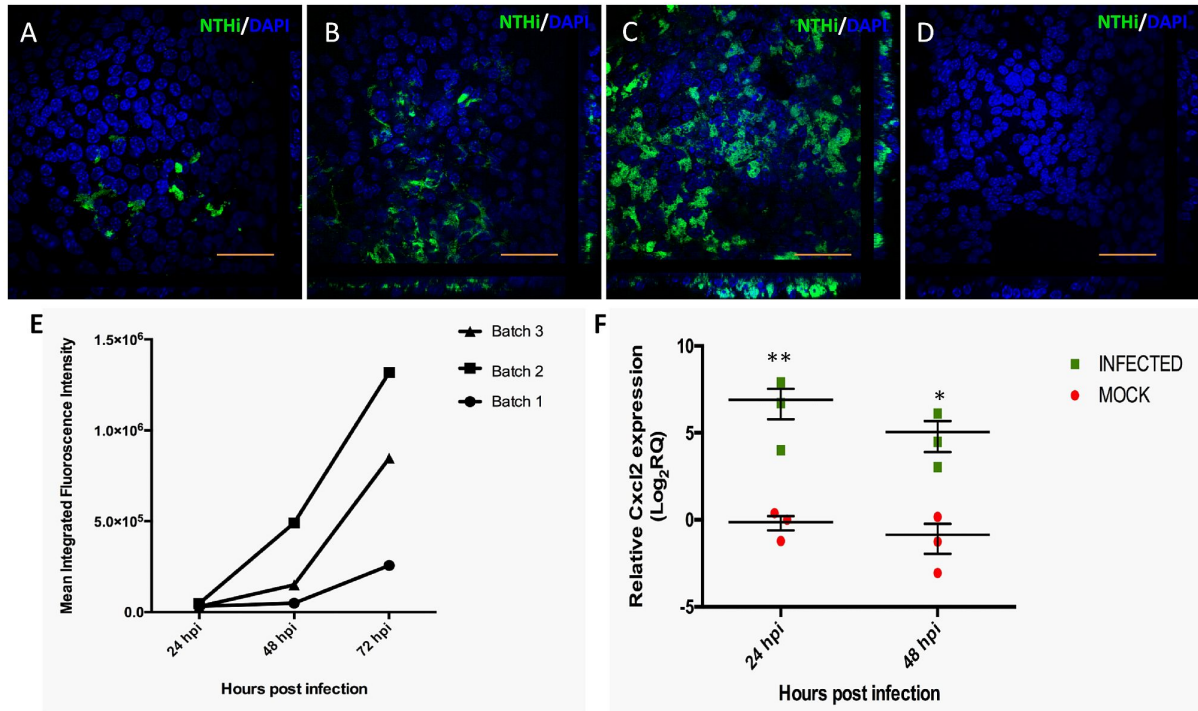 A
NTHi/DAPI
B
NTHi/DAPI
C
NTHi/DAPI
D
NTHi/DAPI
E
Mean Integrated Fluoroscence Intensity
1.5×10⁶
1.0×10⁶
5.0×10⁵
0.0
24 hpi
48 hpi
72 hpi
Hours post infection
Batch 3
Batch 2
Batch 1
F
Relative Cxcl2 expression
(Log₂RQ)
10
5
0
-5
**
*
24 hpi
48 hpi
Hours post infection
INFECTED
MOCK